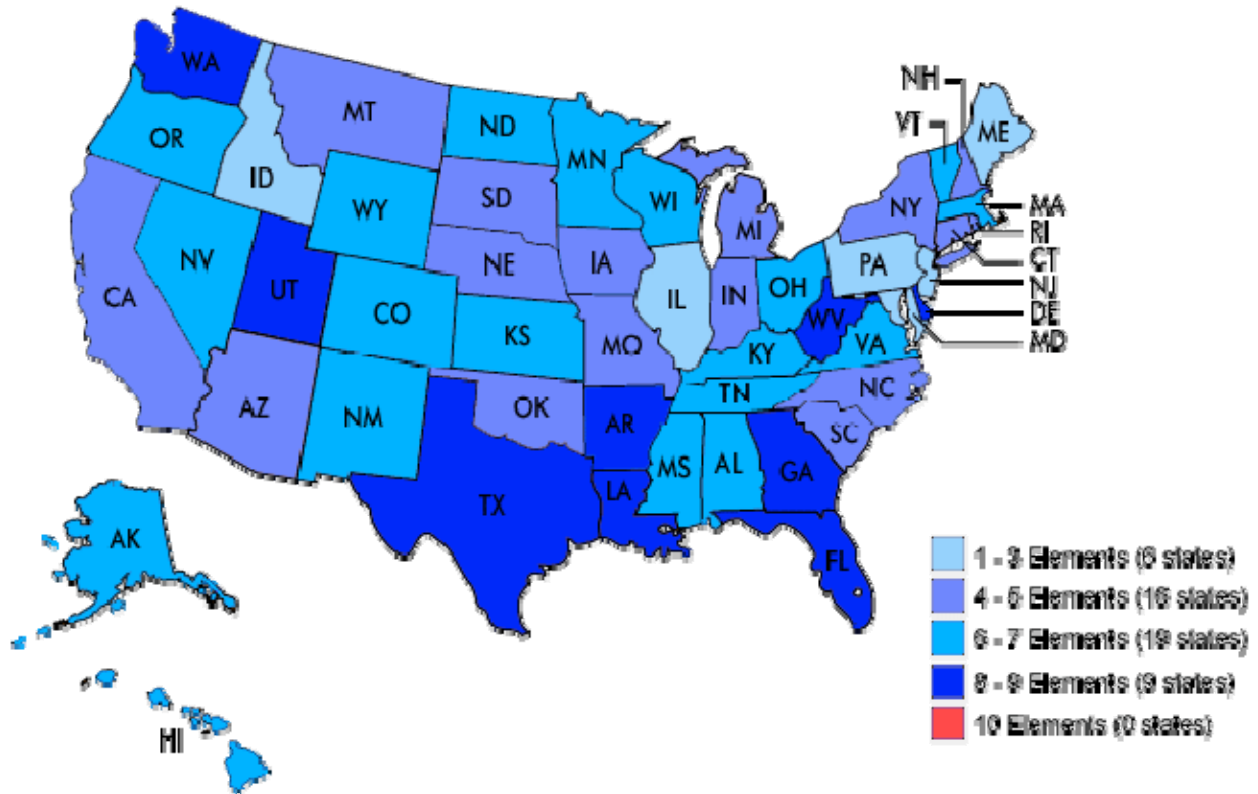 WA
MT
ND
MN
OR
ID
WY
SD
WI
MI
NH
VT
ME
NY
MA
RI
CT
NJ
DE
MD
NV
UT
CA
CO
NE
IA
IL
IN
OH
PA
WV
VA
KS
MO
KY
AZ
NM
OK
AR
TN
NC
SC
TX
LA
MS
AL
GA
FL
AK
HI
1 - 3 Elements (6 states)
4 - 5 Elements (16 states)
6 - 7 Elements (19 states)
8 - 9 Elements (9 states)
10 Elements (0 states)